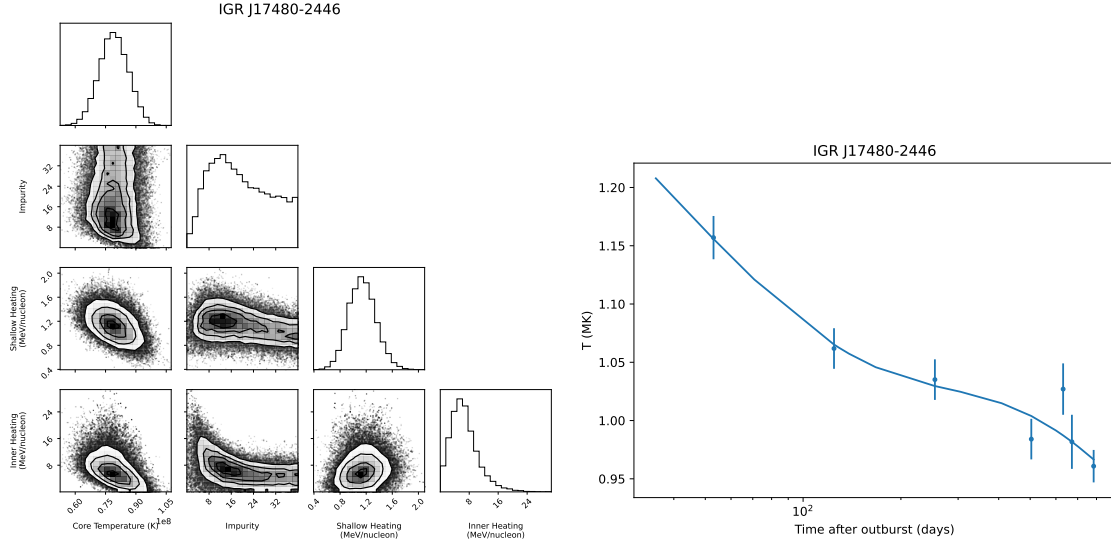 IGR J17480-2446
Impurity
8
16
24
32
Shallow Heating
(MeV/nucleon)
0.4
0.8
1.2
1.6
2.0
Inner Heating
(MeV/nucleon)
8
16
24
0.60
0.75
0.90
1.05
1e8
Core Temperature (K)
8
16
24
32
Impurity
0.4
0.8
1.2
1.6
2.0
Shallow Heating
(MeV/nucleon)
8
16
24
Inner Heating
(MeV/nucleon)
IGR J17480-2446
T (MK)
1.20
1.15
1.10
1.05
1.00
0.95
10²
Time after outburst (days)